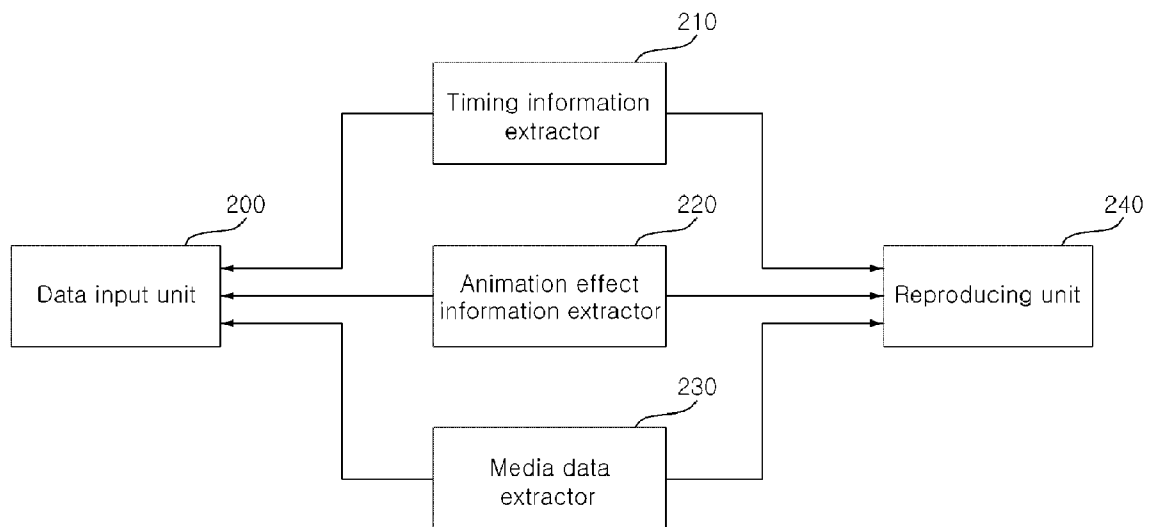 210
Timing information
extractor
200
Data input unit
220
Animation effect
information extractor
240
Reproducing unit
230
Media data
extractor